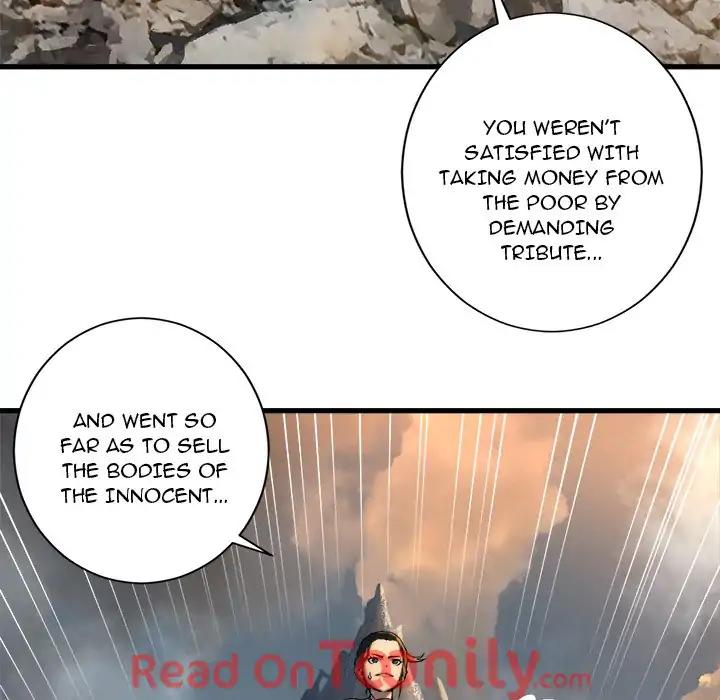 YOU WEREN'T
SATISFIED WITH
TAKING MONEY FROM
THE POOR BY
DEMANDING
TRIBUTE...
AND WENT SO
FAR AS TO SELL
THE BODIES OF
THE INNOCENT...
Read On Toonily.com